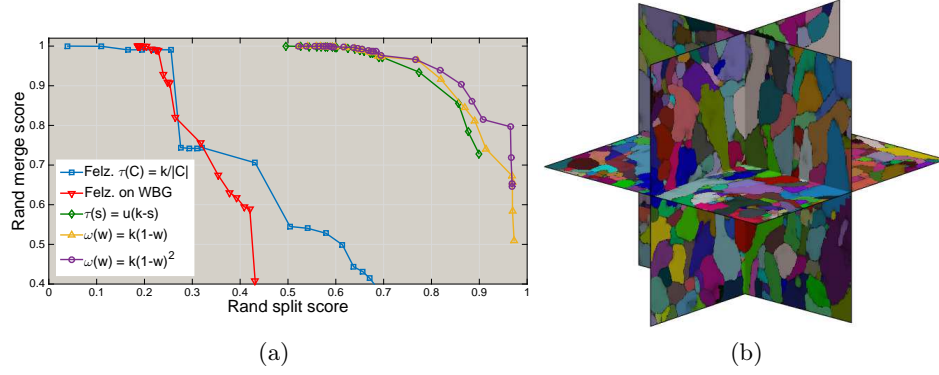 1
0.9
0.8
0.7
0.6
0.5
0.4
Rand merge score
Felz. τ(C) = k/|C|
Felz. on WBG
τ(s) = u(k-s)
ω(w) = k(1-w)
ω(w) = k(1-w)²
0 0.1 0.2 0.3 0.4 0.5 0.6 0.7 0.8 0.9 1
Rand split score
(a) (b)